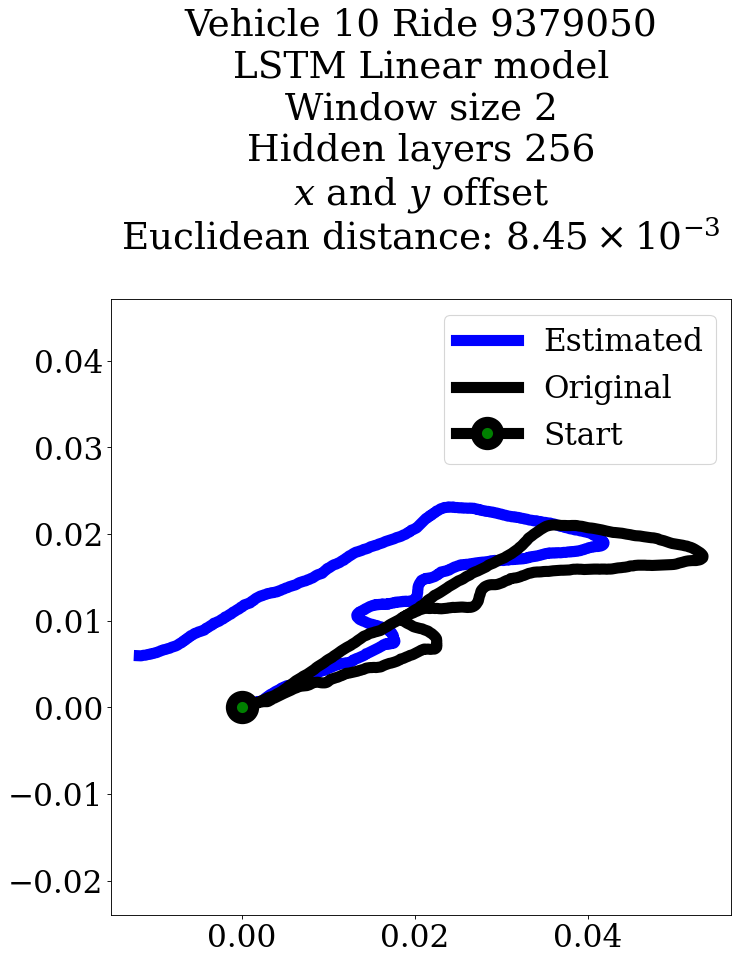 Vehicle 10 Ride 9379050
LSTM Linear model
Window size 2
Hidden layers 256
x and y offset
Euclidean distance: 8.45 × 10⁻³
Estimated
Original
Start
0.04
0.03
0.02
0.01
0.00
−0.01
−0.02
0.00 0.02 0.04